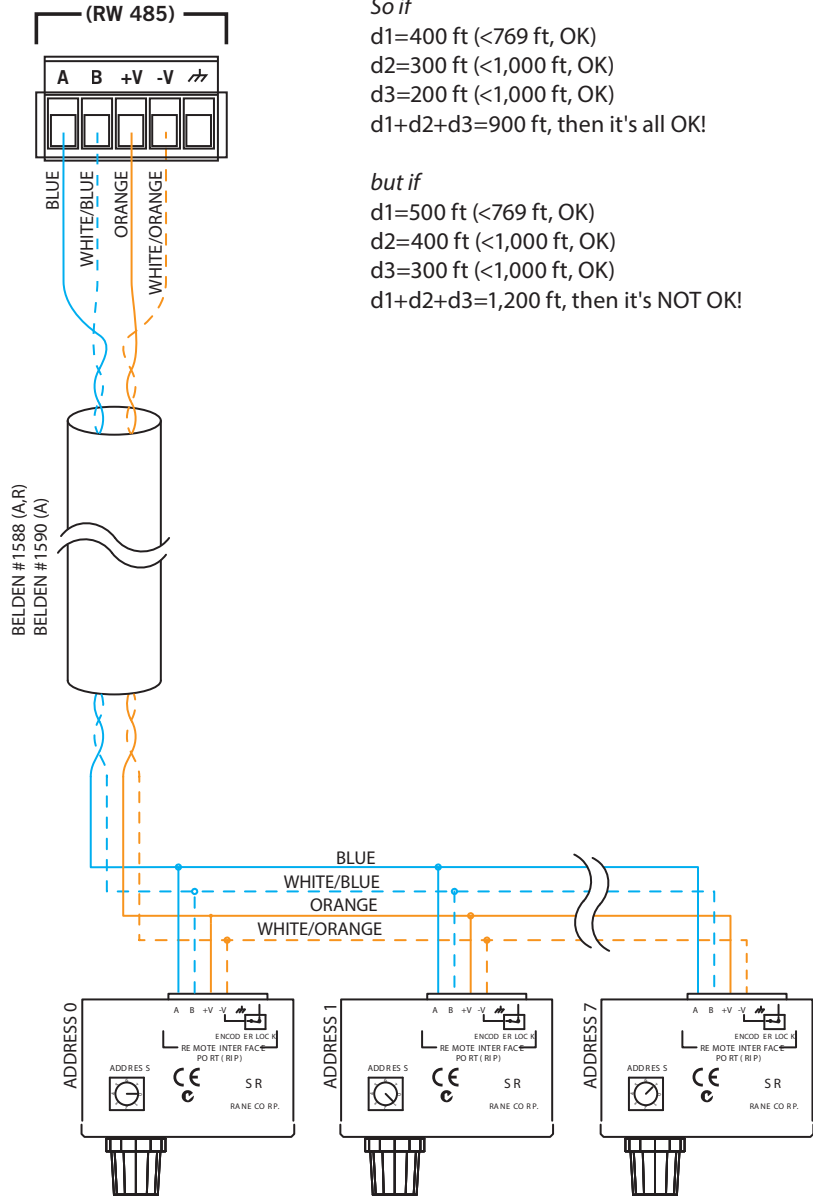 (RW 485)
A B +V -V
So if
d1=400 ft (<769 ft, OK)
d2=300 ft (<1,000 ft, OK)
d3=200 ft (<1,000 ft, OK)
d1+d2+d3=900 ft, then it's all OK!
but if
d1=500 ft (<769 ft, OK)
d2=400 ft (<1,000 ft, OK)
d3=300 ft (<1,000 ft, OK)
d1+d2+d3=1,200 ft, then it's NOT OK!
BLUE
WHITE/BLUE
ORANGE
WHITE/ORANGE
BELDEN #1588 (A,R)
BELDEN #1590 (A)
BLUE
WHITE/BLUE
ORANGE
WHITE/ORANGE
ADDRESS 0
A B +V -V
ENCODER LOCK
REMOTE INTERFACE
PORT (RIP)
ADDRESS
CE
SR
RANE CORP.
ADDRESS 1
A B +V -V
ENCODER LOCK
REMOTE INTERFACE
PORT (RIP)
ADDRESS
CE
SR
RANE CORP.
ADDRESS 7
A B +V -V
ENCODER LOCK
REMOTE INTERFACE
PORT (RIP)
ADDRESS
CE
SR
RANE CORP.